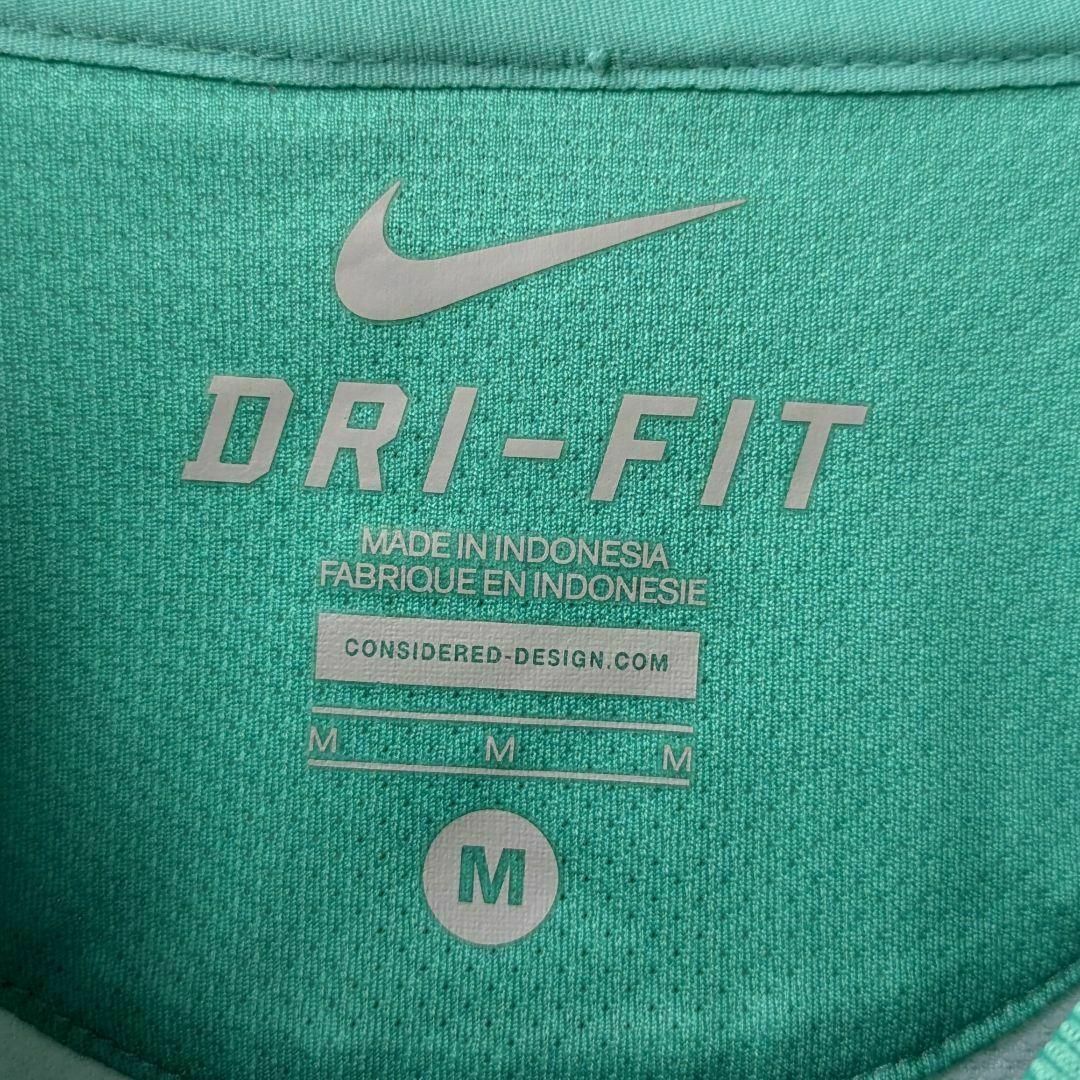 DRI-FIT
MADE IN INDONESIA
FABRIQUE EN INDONESIE
CONSIDERED-DESIGN.COM
M M M
M